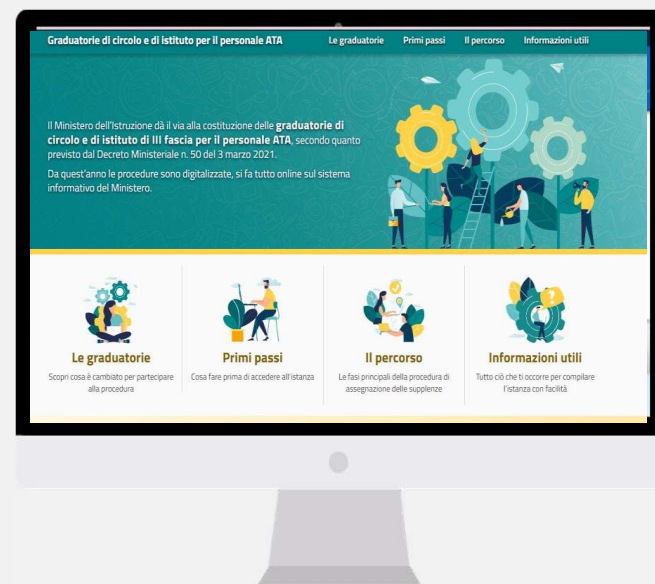 Graduatorie di circolo e di istituto per il personale ATA
Le graduatorie Primi passi Il percorso Informazioni utili
Il Ministero dell'Istruzione dà il via alla costituzione delle graduatorie di
circolo e di istituto di III fascia per il personale ATA, secondo quanto
previsto dal Decreto Ministeriale n. 50 del 3 marzo 2021.
Da quest'anno le procedure sono digitalizzate, si fa tutto online sul sistema
informativo del Ministero.
Le graduatorie
Scopri cosa è cambiato per partecipare
alla procedura
Primi passi
Cosa fare prima di accedere all'istanza
Il percorso
Le fasi principali della procedura di
assegnazione delle supplenze
Informazioni utili
Tutto ciò che ti occorre per compilare
l'istanza con facilità